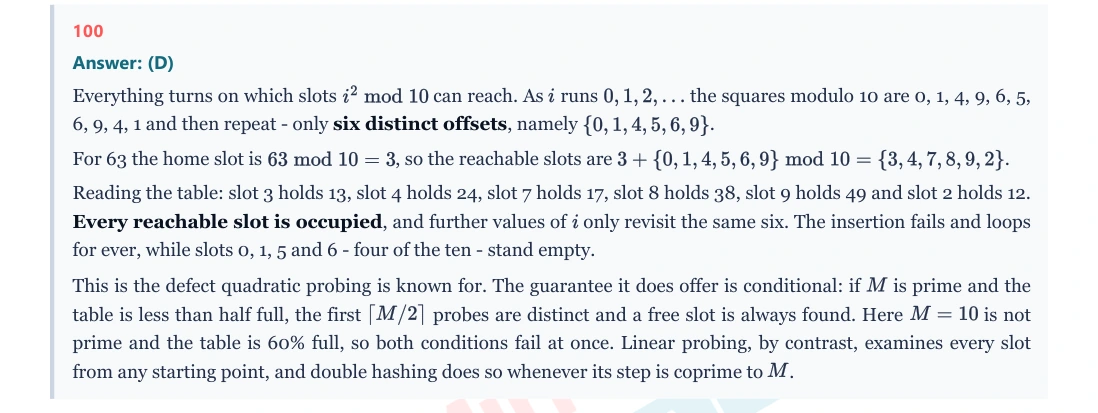 100
Answer: (D)
Everything turns on which slots i² mod 10 can reach. As i runs 0, 1, 2, … the squares modulo 10 are 0, 1, 4, 9, 6, 5,
6, 9, 4, 1 and then repeat - only six distinct offsets, namely {0, 1, 4, 5, 6, 9}.
For 63 the home slot is 63 mod 10 = 3, so the reachable slots are 3 + {0, 1, 4, 5, 6, 9} mod 10 = {3, 4, 7, 8, 9, 2}.
Reading the table: slot 3 holds 13, slot 4 holds 24, slot 7 holds 17, slot 8 holds 38, slot 9 holds 49 and slot 2 holds 12.
Every reachable slot is occupied, and further values of i only revisit the same six. The insertion fails and loops
for ever, while slots 0, 1, 5 and 6 - four of the ten - stand empty.
This is the defect quadratic probing is known for. The guarantee it does offer is conditional: if M is prime and the
table is less than half full, the first ⌈M/2⌉ probes are distinct and a free slot is always found. Here M = 10 is not
prime and the table is 60% full, so both conditions fail at once. Linear probing, by contrast, examines every slot
from any starting point, and double hashing does so whenever its step is coprime to M.